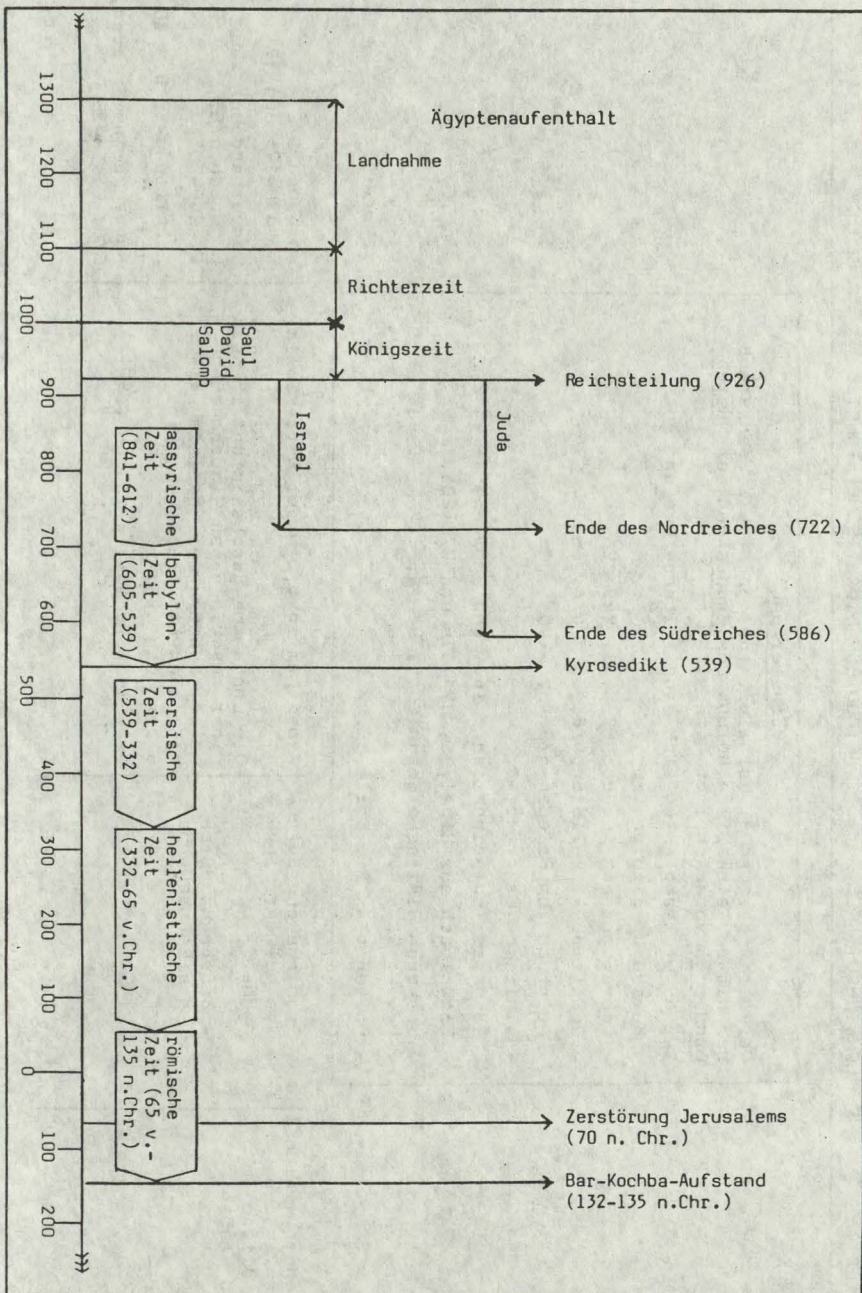 Ägyptenaufenthalt
Landnahme
Richterzeit
Königszeit
Saul
David
Salomo
Reichsteilung (926)
Israel
Juda
Ende des Nordreiches (722)
Ende des Südreiches (586)
Kyrosedikt (539)
Zerstörung Jerusalems
(70 n. Chr.)
Bar-Kochba-Aufstand
(132-135 n.Chr.)
assyrische
Zeit
(841-612)
babylon.
Zeit
(605-539)
persische
Zeit
(539-332)
hellenistische
Zeit
(332-65 v.Chr.)
römische
Zeit (65 v.-
135 n.Chr.)
1300
1200
1100
1000
900
800
700
600
500
400
300
200
100
0
100
200